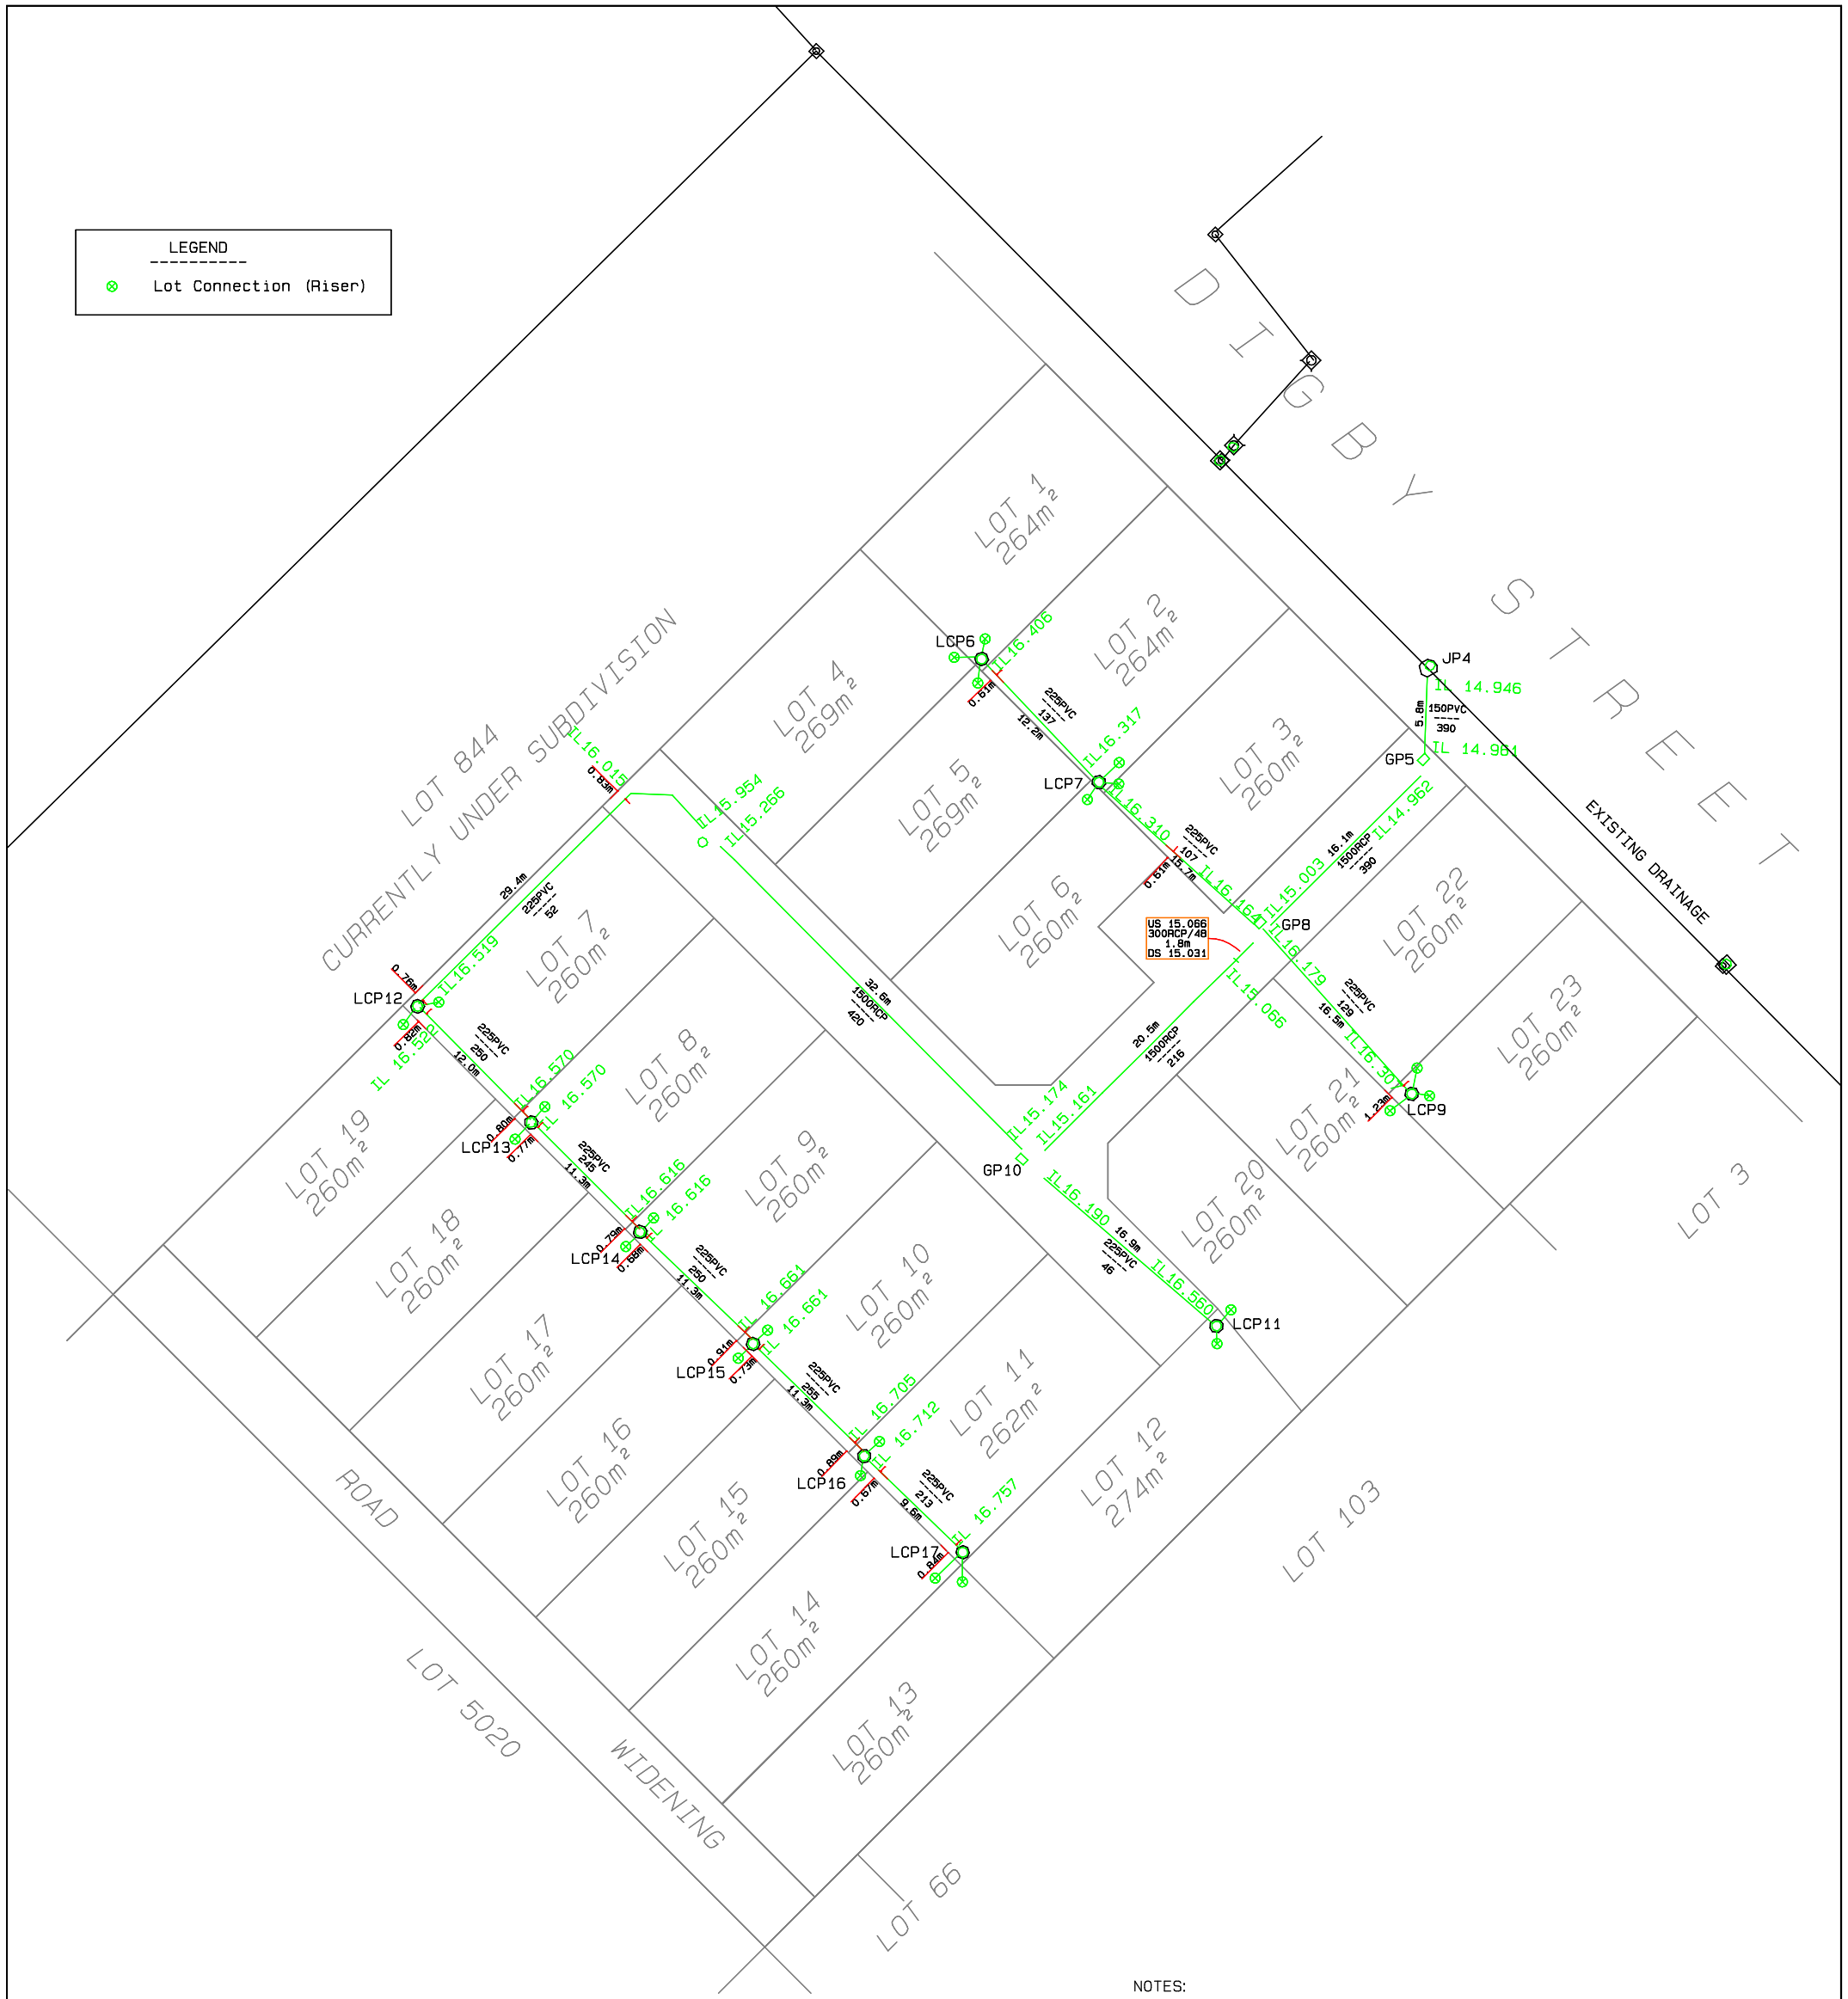 LEGEND
----------
Lot Connection (Riser)
DIGBY STREET
EXISTING DRAINAGE
LOT 844
CURRENTLY UNDER SUBDIVISION
LOT 1
264m²
LOT 2
264m²
LOT 3
260m²
LOT 4
269m²
LOT 5
269m²
LOT 6
260m²
LOT 7
260m²
LOT 8
260m²
LOT 9
260m²
LOT 10
260m²
LOT 11
262m²
LOT 12
274m²
LOT 13
260m²
LOT 14
260m²
LOT 15
260m²
LOT 16
260m²
LOT 17
260m²
LOT 18
260m²
LOT 19
260m²
LOT 20
260m²
LOT 21
260m²
LOT 22
260m²
LOT 23
260m²
LOT 3
LOT 103
LOT 66
LOT 5020
ROAD WIDENING
JP4
IL 14.946
5.8m
150PVC
----
390
IL 14.961
GP5
IL14.962
16.1m
1500RCP
-----
390
IL15.003
GP8
LCP6
IL16.406
0.61m
225PVC
-----
137
12.2m
IL16.317
LCP7
IL16.310
225PVC
-----
107
15.7m
0.61m
IL16.164
US 15.066
300RCP/48
1.8m
DS 15.031
IL15.066
IL16.179
225PVC
-----
129
16.5m
IL16.307
1.23m
LCP9
20.5m
1500RCP
-----
216
IL15.161
IL15.174
GP10
32.6m
1500RCP
-----
420
IL15.266
IL15.954
IL16.015
0.83m
29.4m
225PVC
-----
52
IL16.519
0.76m
LCP12
0.82m
IL 16.522
225PVC
-----
250
12.0m
IL16.570
IL 16.570
0.80m
LCP13
0.77m
225PVC
-----
245
11.3m
IL16.616
IL 16.616
0.79m
LCP14
0.68m
225PVC
-----
250
11.3m
IL 16.661
IL 16.661
0.91m
LCP15
0.73m
225PVC
-----
255
11.3m
IL 16.705
IL 16.712
0.89m
LCP16
0.67m
225PVC
-----
213
9.6m
IL 16.757
LCP17
0.84m
IL16.190
16.9m
225PVC
-----
46
IL16.560
LCP11
NOTES: